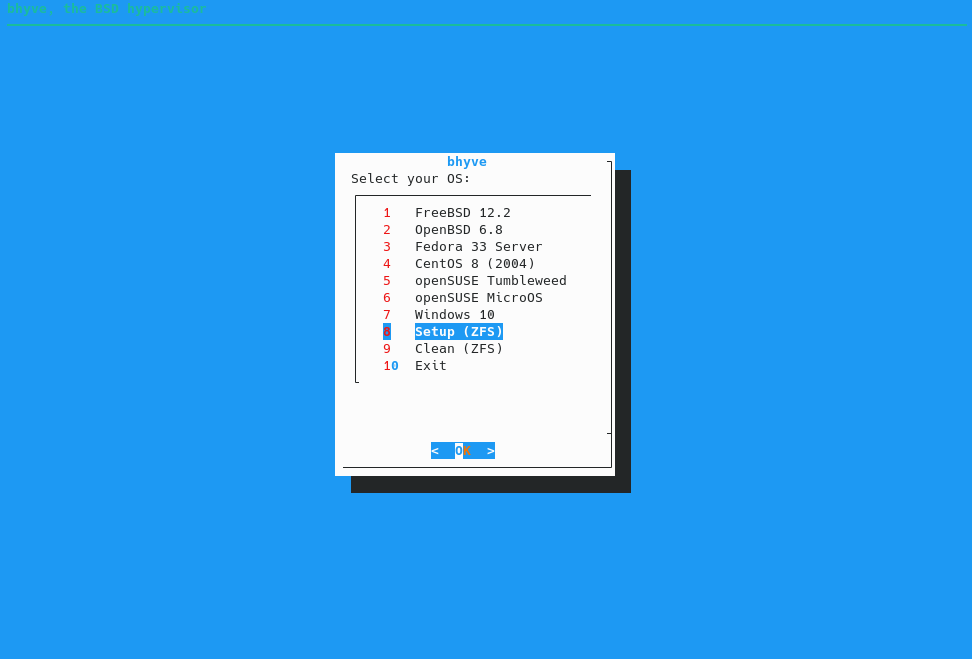 bhyve, the BSD hypervisor
bhyve
Select your OS:
1 FreeBSD 12.2
2 OpenBSD 6.8
3 Fedora 33 Server
4 CentOS 8 (2004)
5 openSUSE Tumbleweed
6 openSUSE MicroOS
7 Windows 10
8 Setup (ZFS)
9 Clean (ZFS)
10 Exit
< OK >